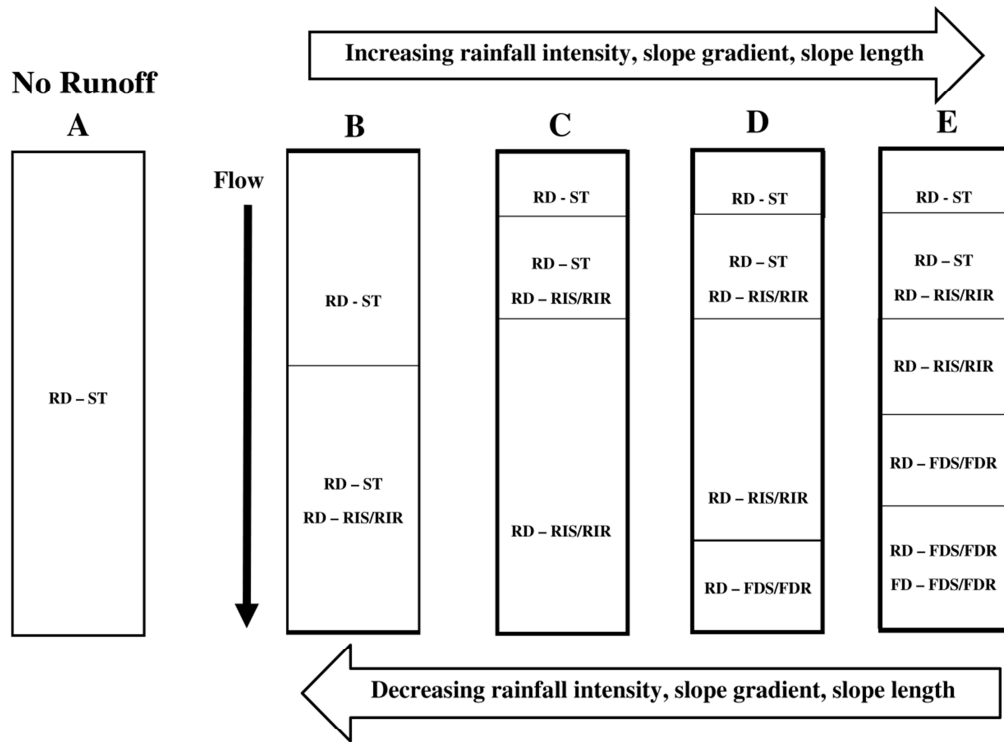 Increasing rainfall intensity, slope gradient, slope length
No Runoff
A
B
C
D
E
Flow
RD – ST
RD - ST
RD – ST
RD – RIS/RIR
RD - ST
RD – ST
RD – RIS/RIR
RD – RIS/RIR
RD - ST
RD – ST
RD – RIS/RIR
RD – RIS/RIR
RD – FDS/FDR
RD - ST
RD – ST
RD – RIS/RIR
RD – RIS/RIR
RD – FDS/FDR
RD – FDS/FDR
FD – FDS/FDR
Decreasing rainfall intensity, slope gradient, slope length